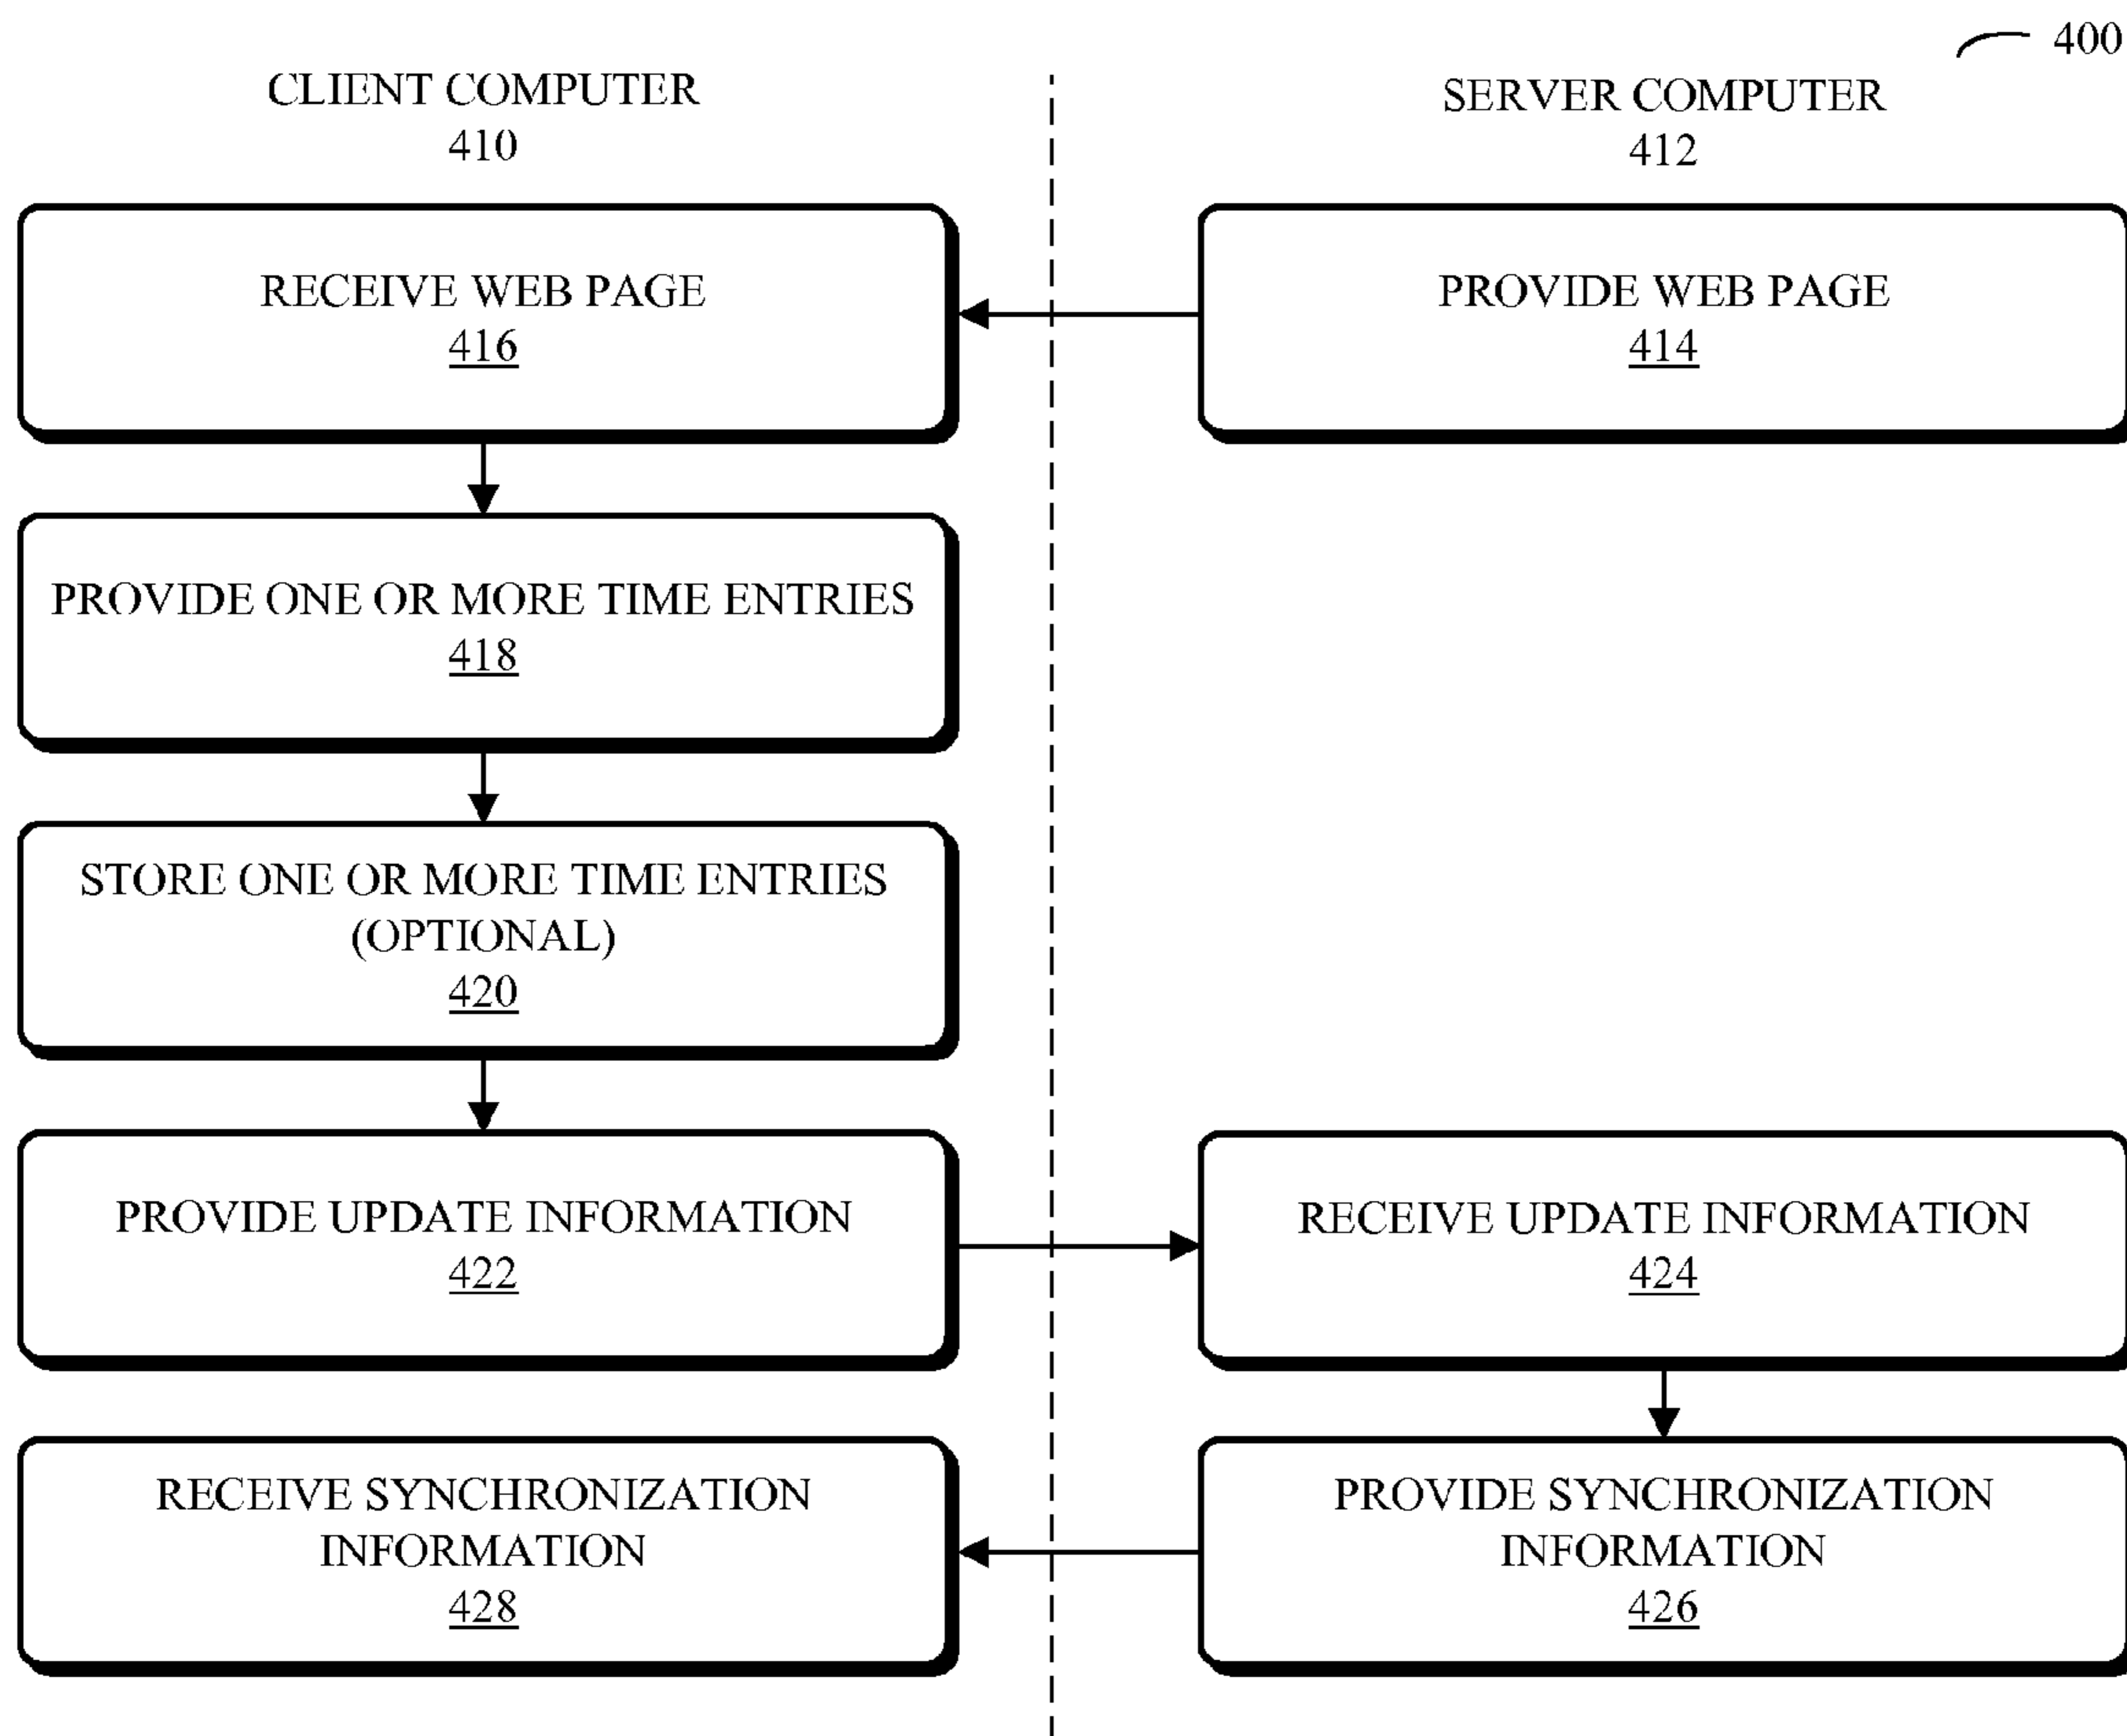 400
CLIENT COMPUTER
410
SERVER COMPUTER
412
RECEIVE WEB PAGE
416
PROVIDE WEB PAGE
414
PROVIDE ONE OR MORE TIME ENTRIES
418
STORE ONE OR MORE TIME ENTRIES
(OPTIONAL)
420
PROVIDE UPDATE INFORMATION
422
RECEIVE UPDATE INFORMATION
424
RECEIVE SYNCHRONIZATION
INFORMATION
428
PROVIDE SYNCHRONIZATION
INFORMATION
426